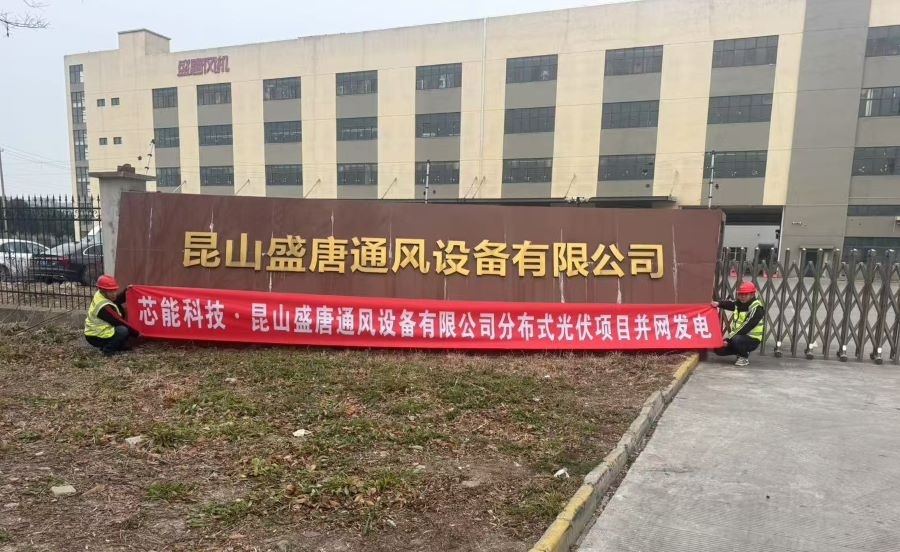 盛唐风机
昆山盛唐通风设备有限公司
芯能科技·昆山盛唐通风设备有限公司分布式光伏项目并网发电